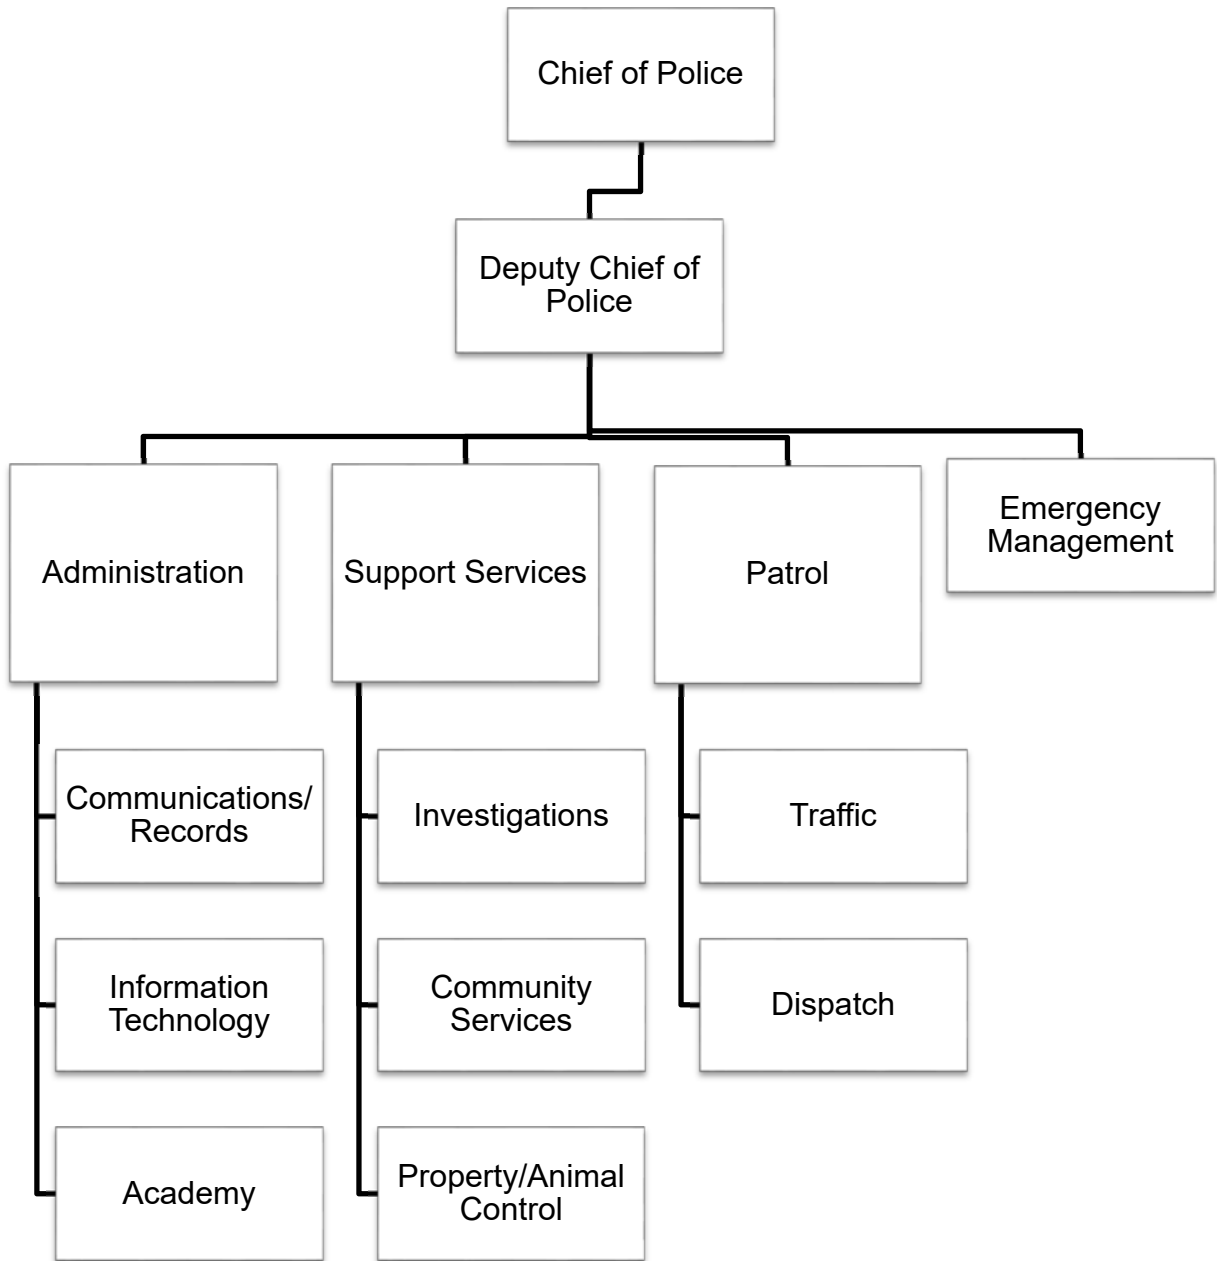 Chief of Police
Deputy Chief of
Police
Administration
Support Services
Patrol
Emergency
Management
Communications/
Records
Investigations
Traffic
Information
Technology
Community
Services
Dispatch
Academy
Property/Animal
Control